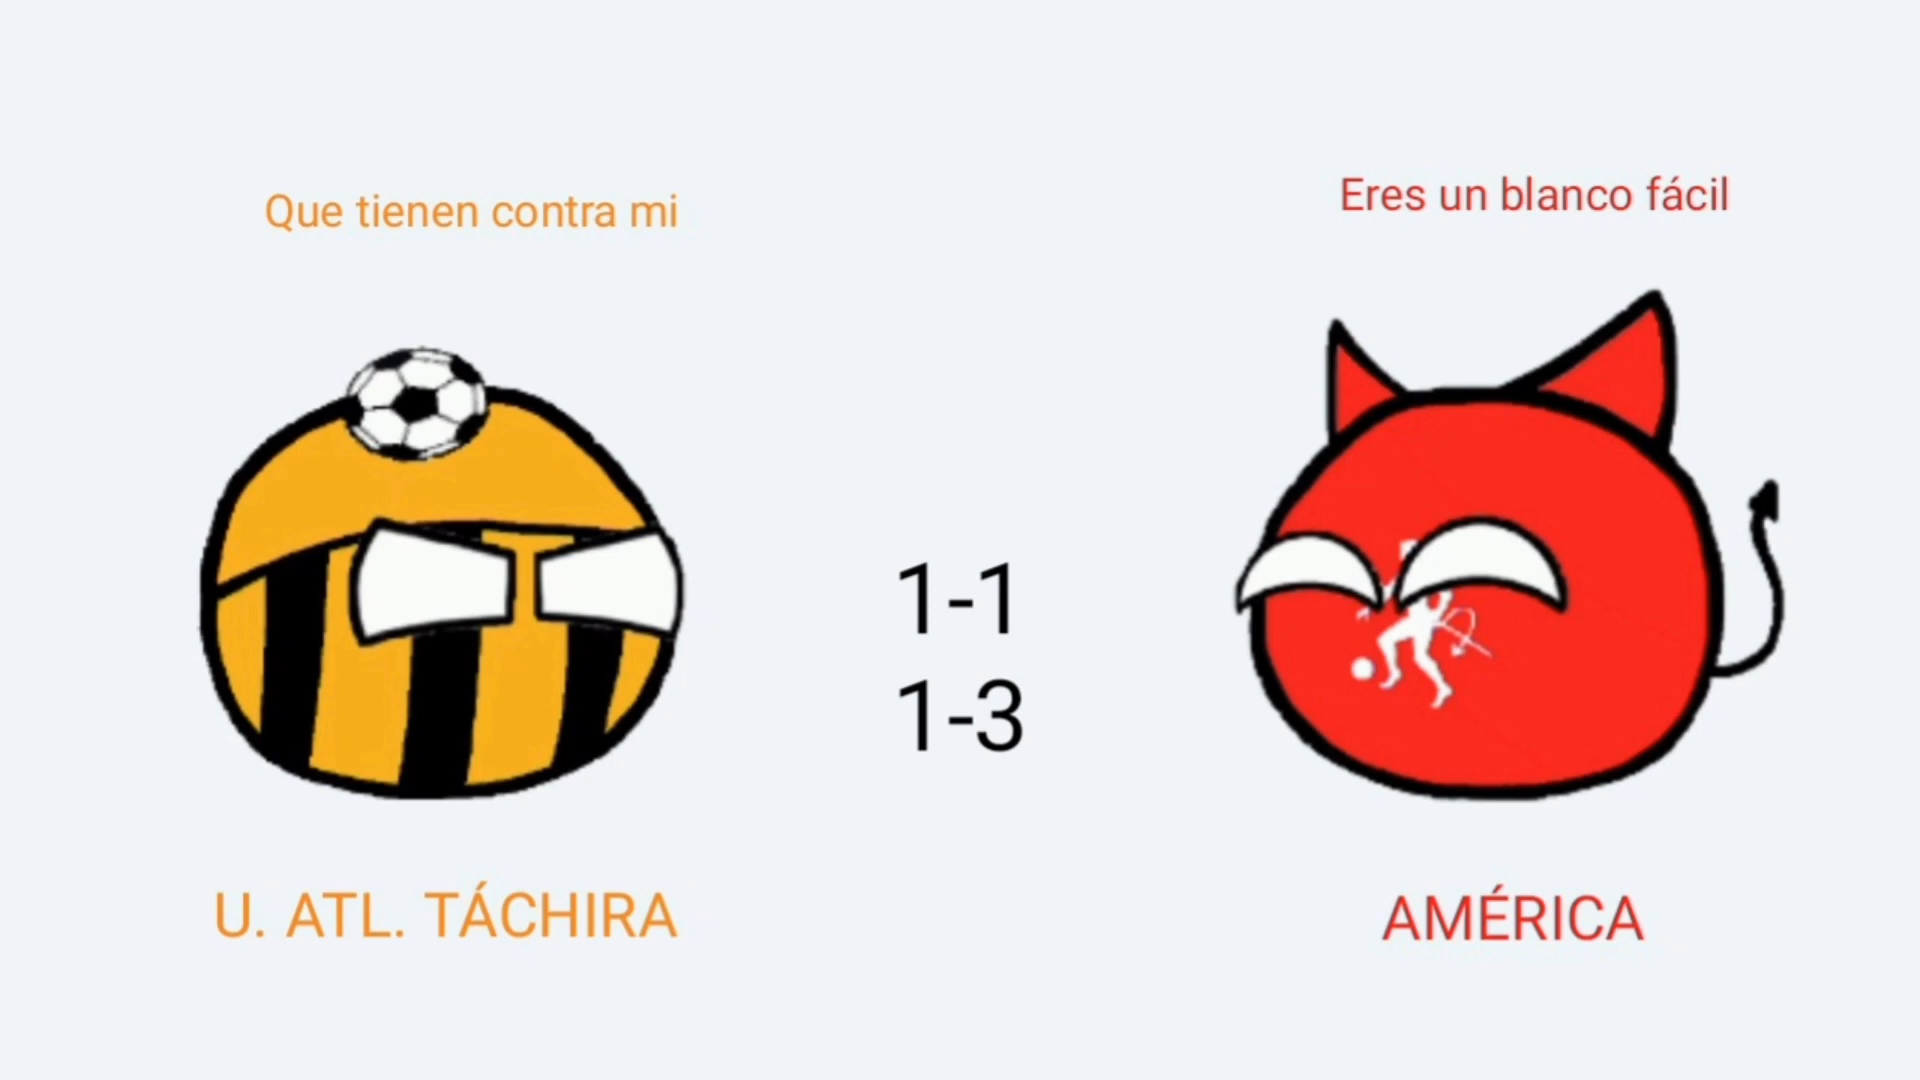 Que tienen contra mi
Eres un blanco fácil
1-1
1-3
U. ATL. TÁCHIRA
AMÉRICA